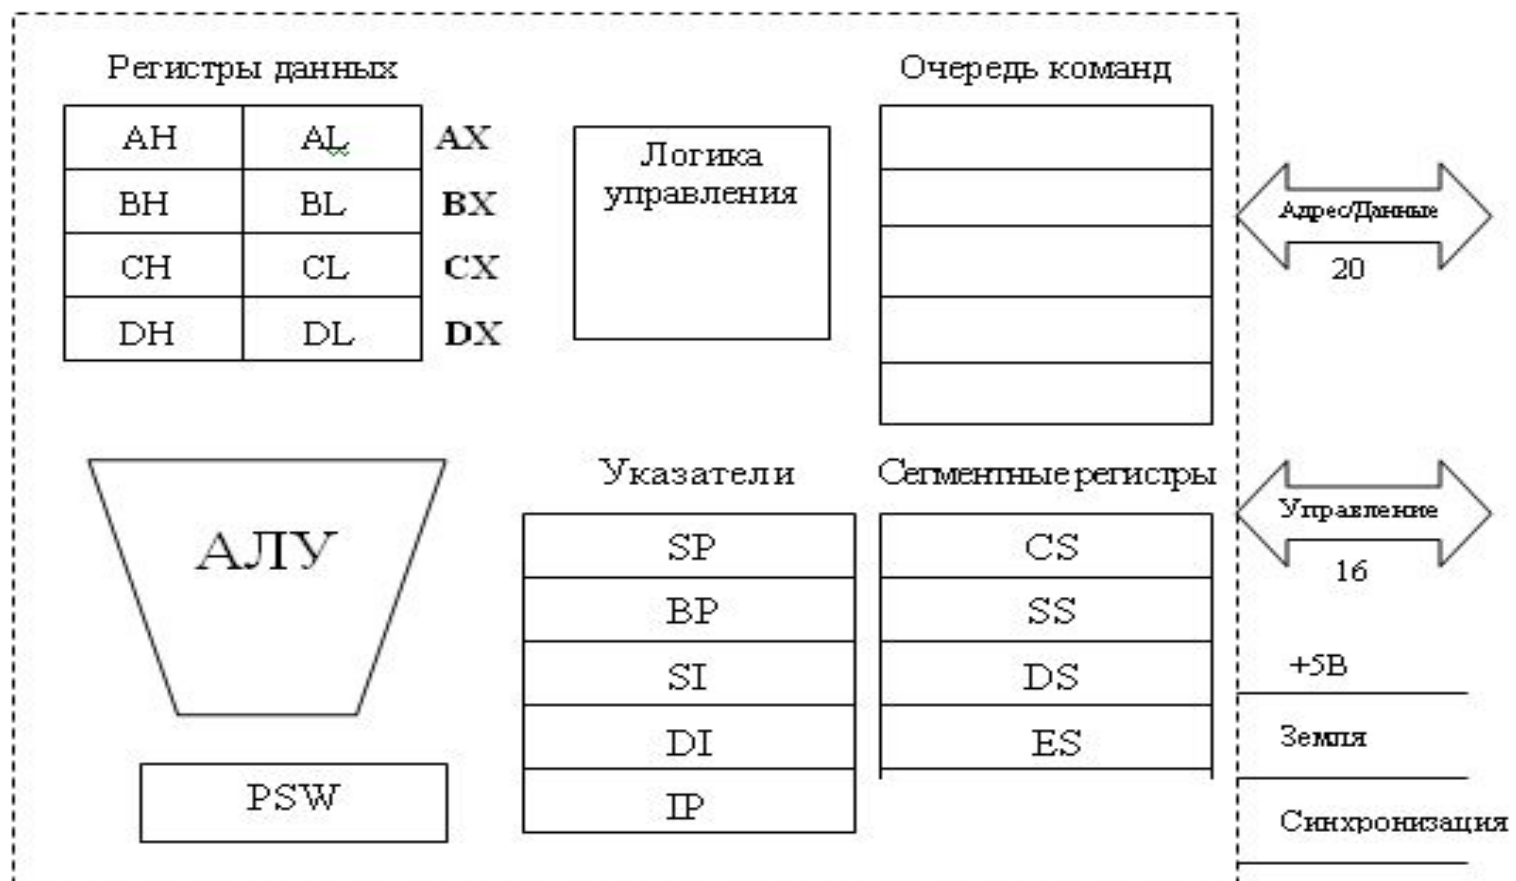 Регистры данных
AH AL AX
BH BL BX
CH CL CX
DH DL DX
Логика
управления
Очередь команд
Адрес/Данные
20
АЛУ
PSW
Указатели
SP
BP
SI
DI
IP
Сегментные регистры
CS
SS
DS
ES
Управление
16
+5В
Земля
Синхронизация